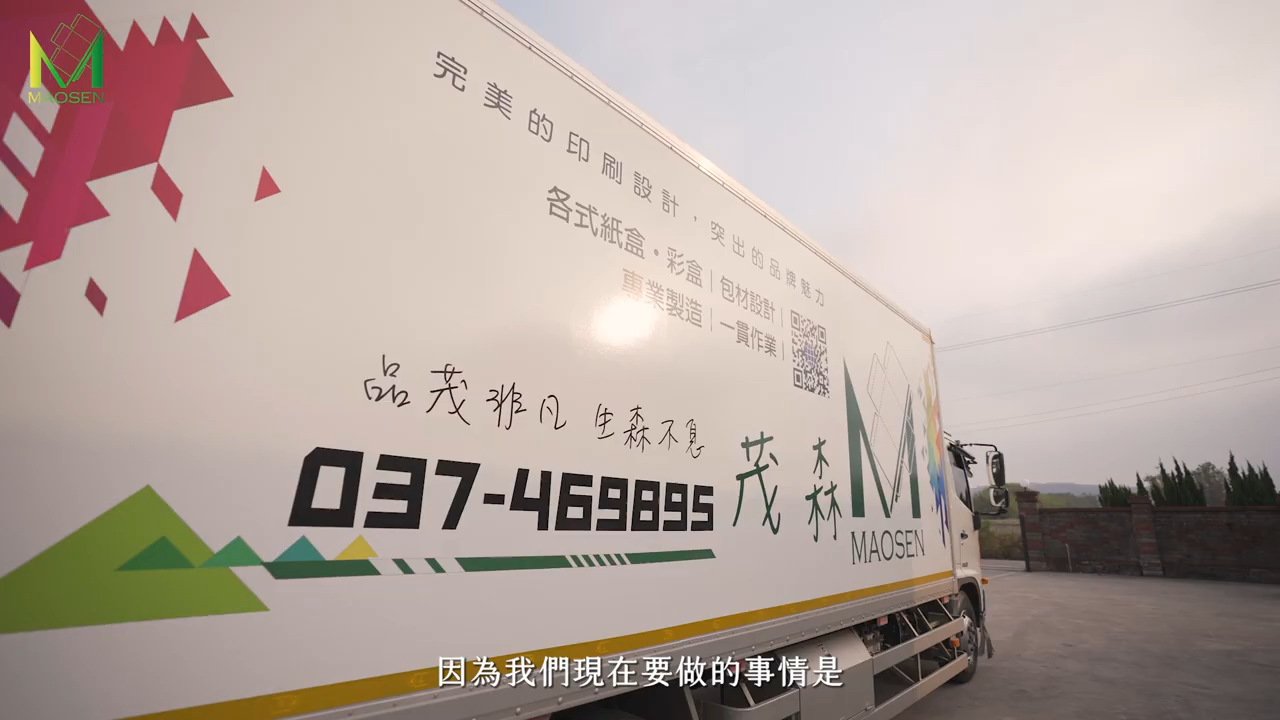 MAOSEN
完美的印刷設計，突出的品牌魅力
各式紙盒・彩盒｜包材設計｜
專業製造｜一貫作業｜
品茂非凡 生森不息
037-469895
茂森
MAOSEN
因為我們現在要做的事情是